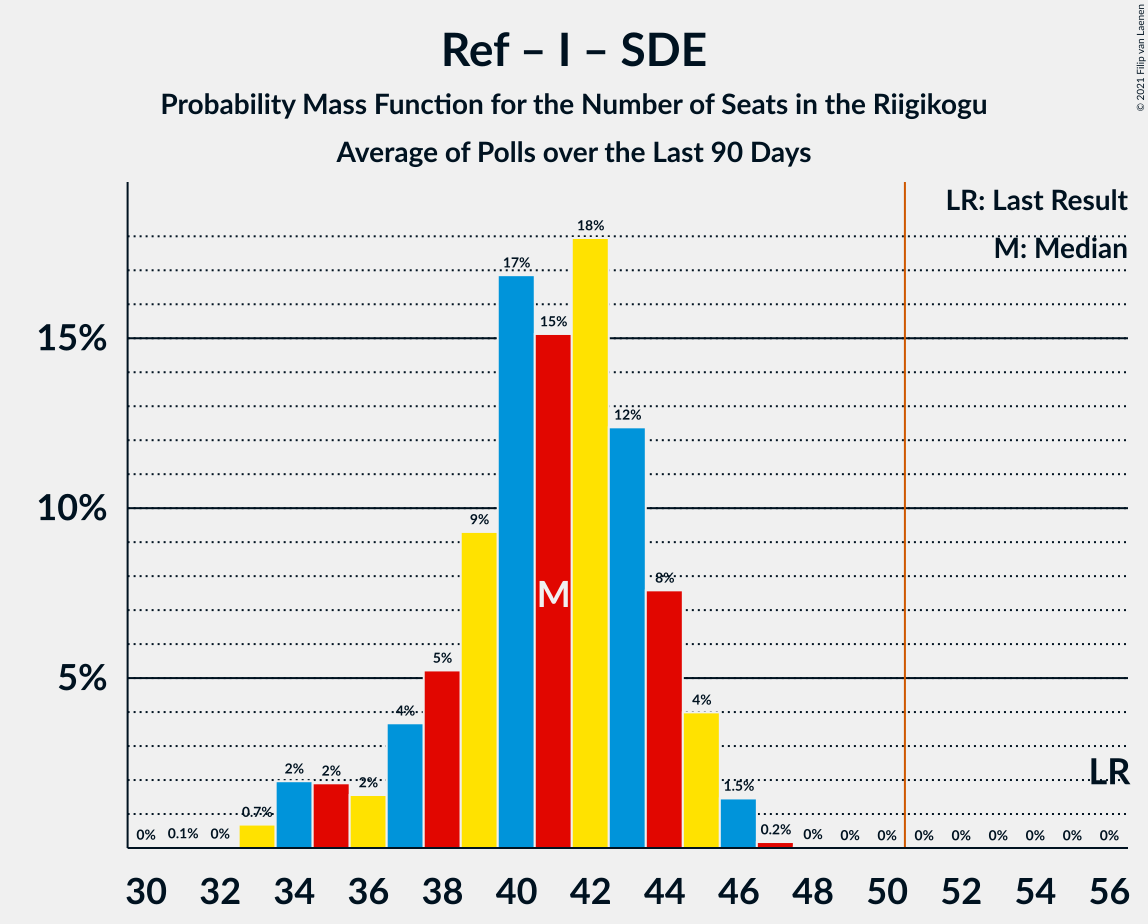 Ref – I – SDE
Probability Mass Function for the Number of Seats in the Riigikogu
Average of Polls over the Last 90 Days
© 2021 Filip van Laenen
LR: Last Result
M: Median
15%
10%
5%
0% 0.1% 0% 0.7% 2% 2% 2% 4% 5% 9% 17% 15% 18% 12% 8% 4% 1.5% 0.2% 0% 0% 0% 0% 0% 0% 0% 0% 0%
M
LR
30 32 34 36 38 40 42 44 46 48 50 52 54 56